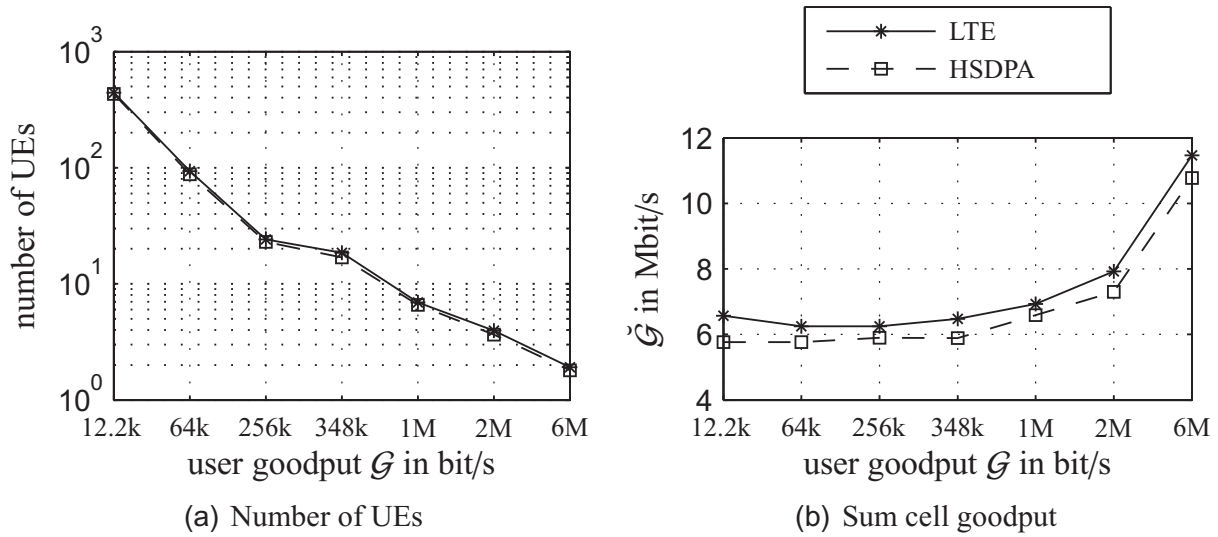 10^3
10^2
10^1
10^0
number of UEs
12.2k 64k 256k 348k 1M 2M 6M
user goodput 𝒢 in bit/s
(a) Number of UEs
LTE
HSDPA
12
10
8
6
4
𝒢̆ in Mbit/s
12.2k 64k 256k 348k 1M 2M 6M
user goodput 𝒢 in bit/s
(b) Sum cell goodput